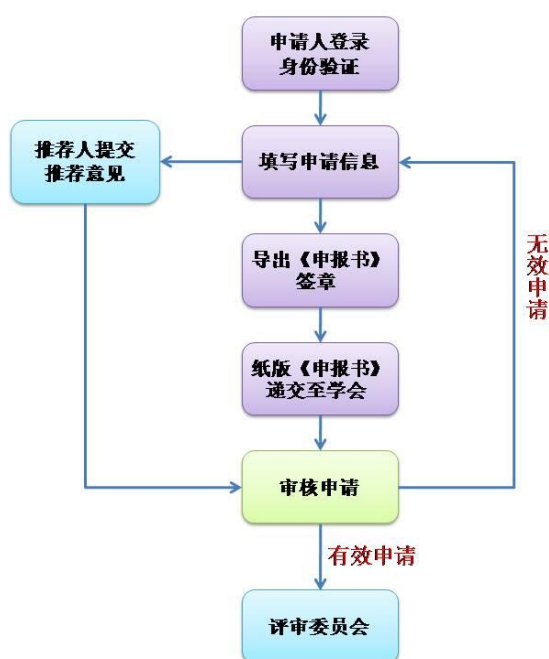 申请人登录
身份验证
推荐人提交
推荐意见
填写申请信息
无效申请
导出《申报书》
签章
纸版《申报书》
递交至学会
审核申请
有效申请
评审委员会